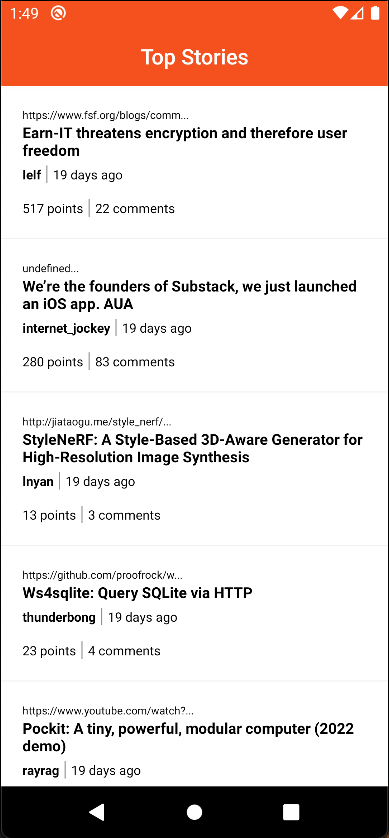 1:49
Top Stories
https://www.fsf.org/blogs/comm...
Earn-IT threatens encryption and therefore user
freedom
lelf | 19 days ago
517 points | 22 comments
undefined...
We’re the founders of Substack, we just launched
an iOS app. AUA
internet_jockey | 19 days ago
280 points | 83 comments
http://jiataogu.me/style_nerf/...
StyleNeRF: A Style-Based 3D-Aware Generator for
High-Resolution Image Synthesis
lnyan | 19 days ago
13 points | 3 comments
https://github.com/proofrock/w...
Ws4sqlite: Query SQLite via HTTP
thunderbong | 19 days ago
23 points | 4 comments
https://www.youtube.com/watch?...
Pockit: A tiny, powerful, modular computer (2022
demo)
rayrag | 19 days ago